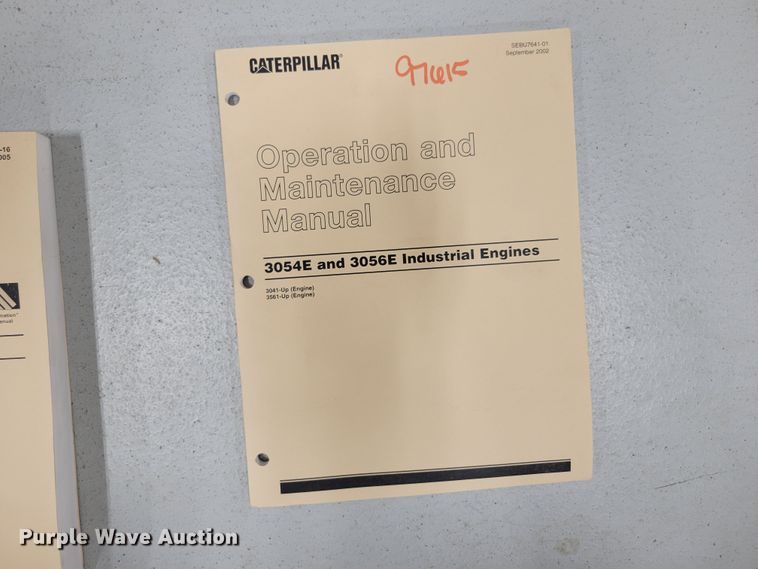 CATERPILLAR®
97615
SEBU7641-01
September 2002
Operation and
Maintenance
Manual
3054E and 3056E Industrial Engines
3041-Up (Engine)
3561-Up (Engine)
-16
005
Purple Wave Auction